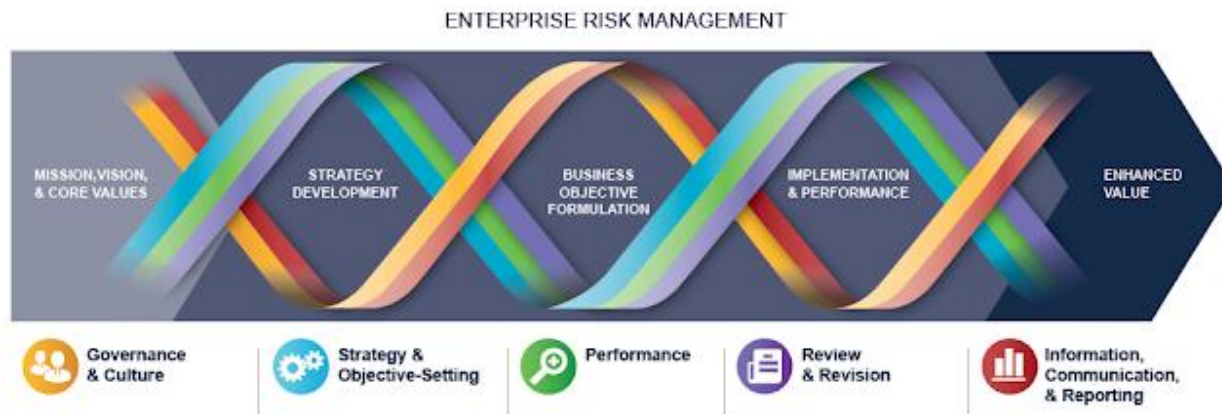 ENTERPRISE RISK MANAGEMENT
MISSION,VISION,
& CORE VALUES
STRATEGY
DEVELOPMENT
BUSINESS
OBJECTIVE
FORMULATION
IMPLEMENTATION
& PERFORMANCE
ENHANCED
VALUE
Governance
& Culture
Strategy &
Objective-Setting
Performance
Review
& Revision
Information,
Communication,
& Reporting